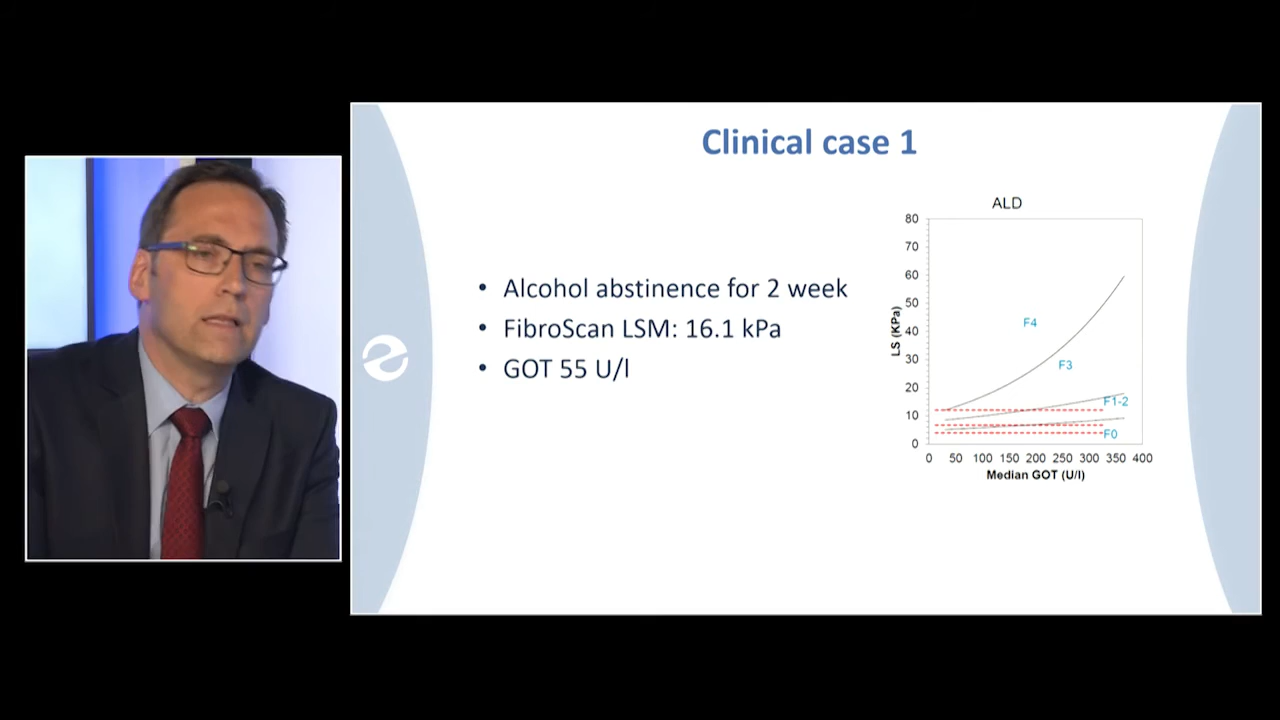 Clinical case 1
• Alcohol abstinence for 2 week
• FibroScan LSM: 16.1 kPa
• GOT 55 U/l
ALD
80
70
60
50
40
30
20
10
0
LS (KPa)
F4
F3
F1-2
F0
0 50 100 150 200 250 300 350 400
Median GOT (U/l)